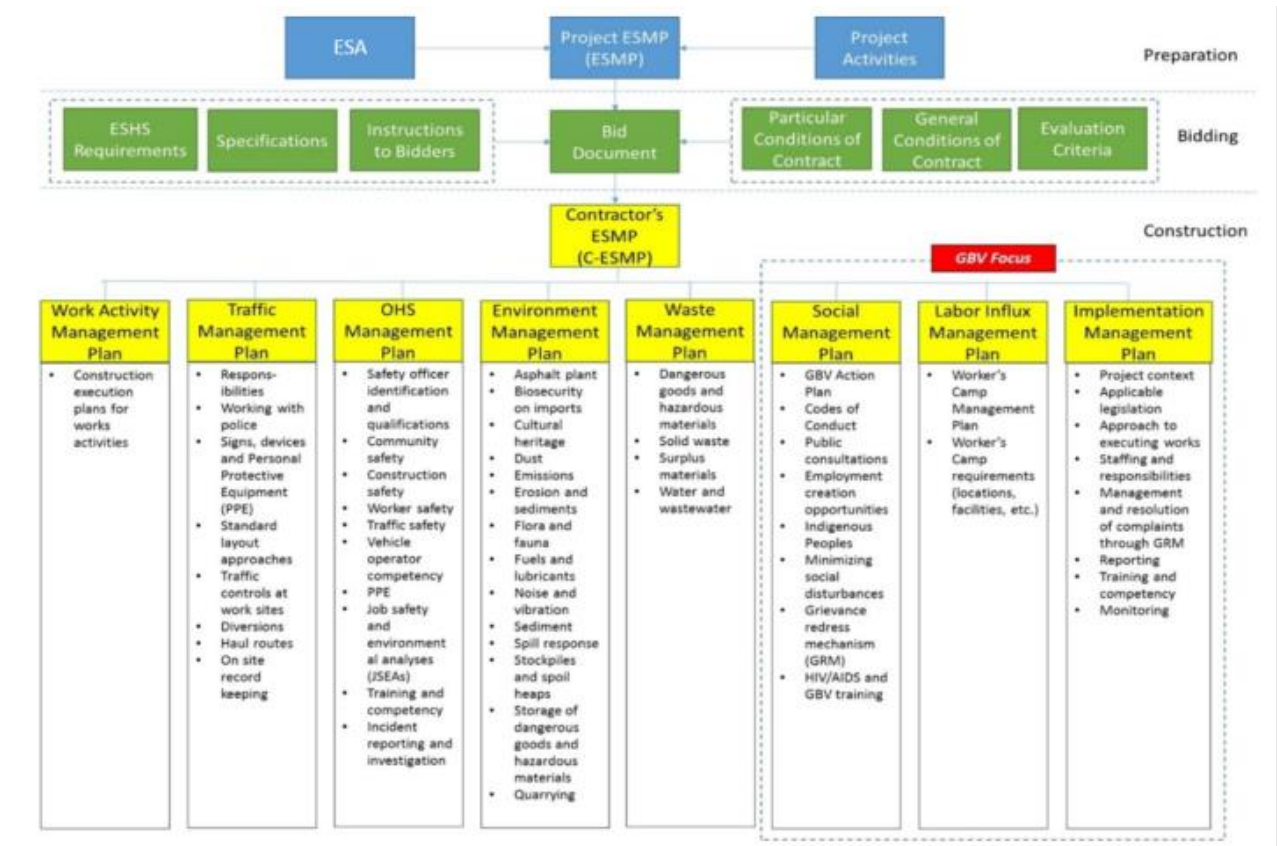 ESA
Project ESMP
(ESMP)
Project
Activities
Preparation
ESHS
Requirements
Specifications
Instructions
to Bidders
Bid
Document
Particular
Conditions of
Contract
General
Conditions of
Contract
Evaluation
Criteria
Bidding
Contractor's
ESMP
(C-ESMP)
Construction
GBV Focus
Work Activity
Management
Plan
• Construction
execution
plans for
works
activities
Traffic
Management
Plan
• Respons-
ibilities
• Working with
police
• Signs, devices
and Personal
Protective
Equipment
(PPE)
• Standard
layout
approaches
• Traffic
controls at
work sites
• Diversions
• Haul routes
• On site
record
keeping
OHS
Management
Plan
• Safety officer
identification
and
qualifications
• Community
safety
• Construction
safety
• Worker safety
• Traffic safety
• Vehicle
operator
competency
• PPE
• Job safety
and
environment
al analyses
(JSEAs)
• Training and
competency
• Incident
reporting and
investigation
Environment
Management
Plan
• Asphalt plant
• Biosecurity
on imports
• Cultural
heritage
• Dust
• Emissions
• Erosion and
sediments
• Flora and
fauna
• Fuels and
lubricants
• Noise and
vibration
• Sediment
• Spill response
• Stockpiles
and spoil
heaps
• Storage of
dangerous
goods and
hazardous
materials
• Quarrying
Waste
Management
Plan
• Dangerous
goods and
hazardous
materials
• Solid waste
• Surplus
materials
• Water and
wastewater
Social
Management
Plan
• GBV Action
Plan
• Codes of
Conduct
• Public
consultations
• Employment
creation
opportunities
• Indigenous
Peoples
• Minimizing
social
disturbances
• Grievance
redress
mechanism
(GRM)
• HIV/AIDS and
GBV training
Labor Influx
Management
Plan
• Worker's
Camp
Management
Plan
• Worker's
Camp
requirements
(locations,
facilities, etc.)
Implementation
Management
Plan
• Project context
• Applicable
legislation
• Approach to
executing works
• Staffing and
responsibilities
• Management
and resolution
of complaints
through GRM
• Reporting
• Training and
competency
• Monitoring